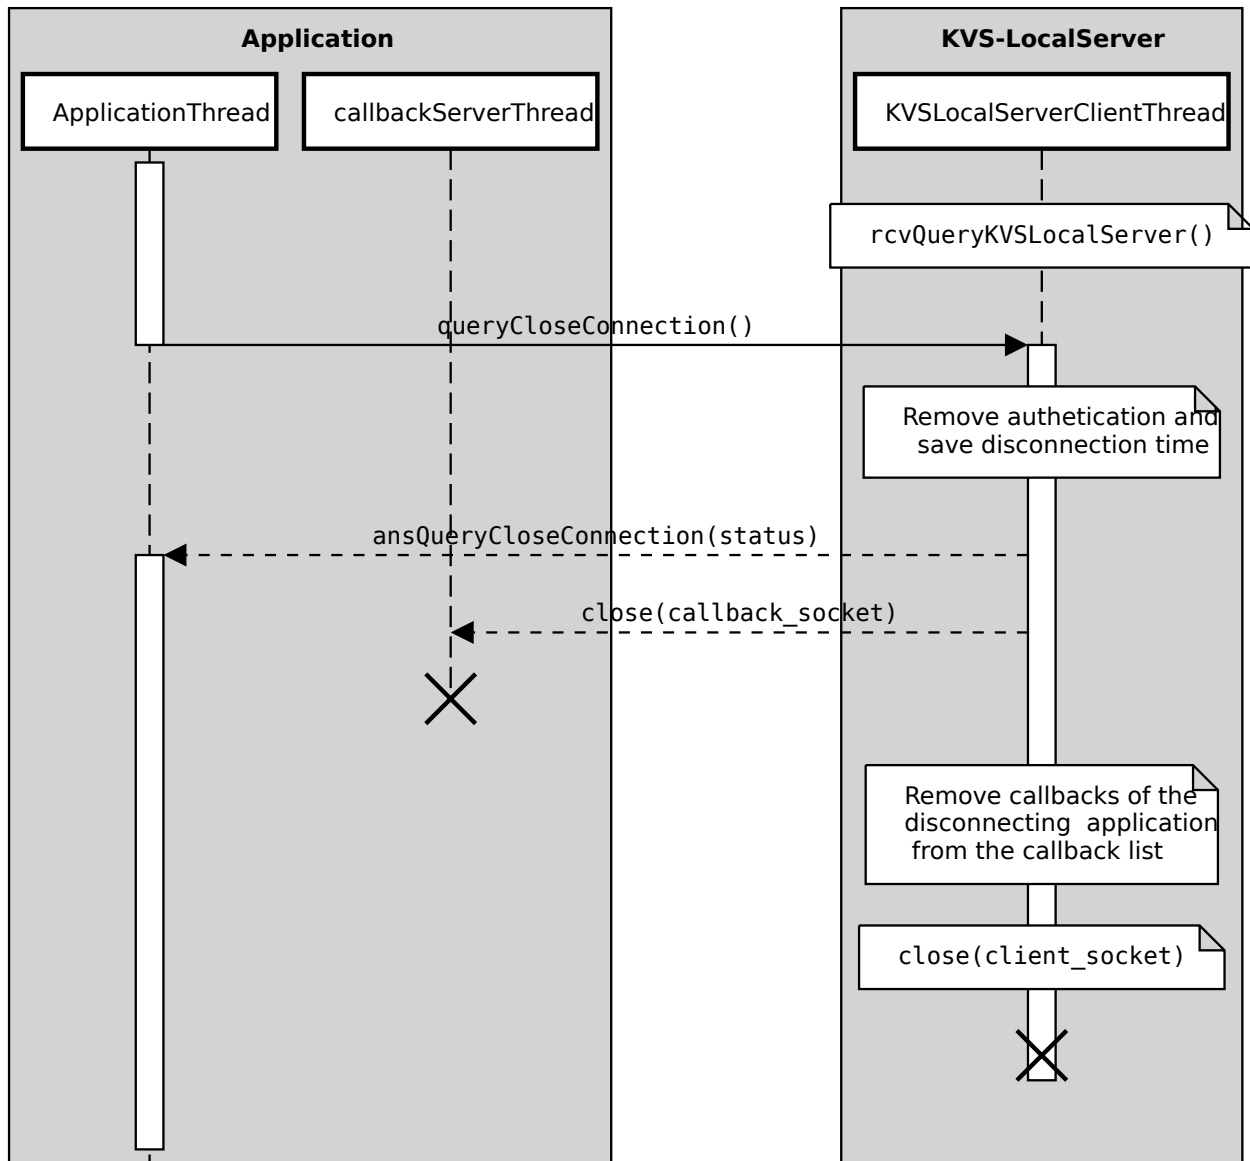 Application
KVS-LocalServer
ApplicationThread
callbackServerThread
KVSLocalServerClientThread
rcvQueryKVSLocalServer()
queryCloseConnection()
Remove authetication and
save disconnection time
ansQueryCloseConnection(status)
close(callback_socket)
Remove callbacks of the
disconnecting application
from the callback list
close(client_socket)